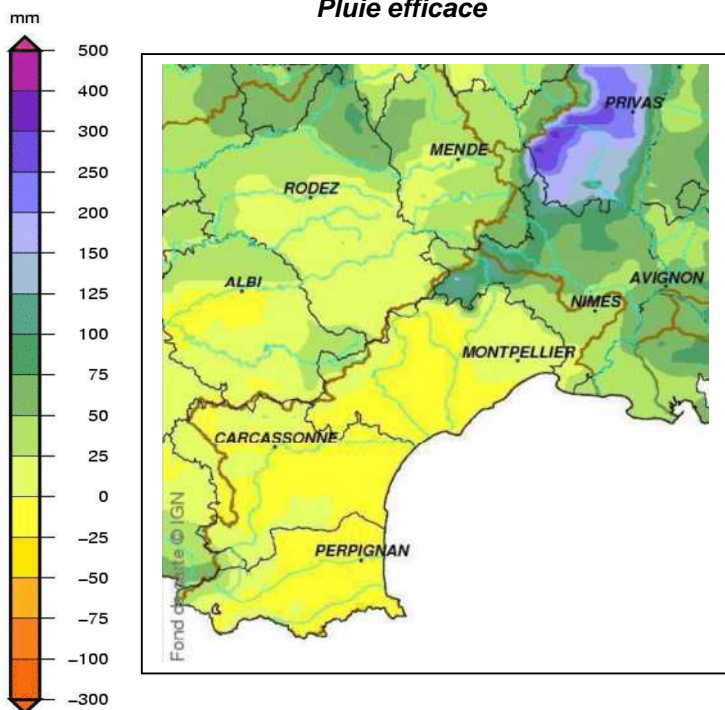 Pluie efficace
mm
500
400
300
250
200
150
125
100
75
50
25
0
−25
−50
−75
−100
−300
PRIVAS
MENDE
RODEZ
ALBI
AVIGNON
NIMES
MONTPELLIER
CARCASSONNE
PERPIGNAN
Fond de carte © IGN